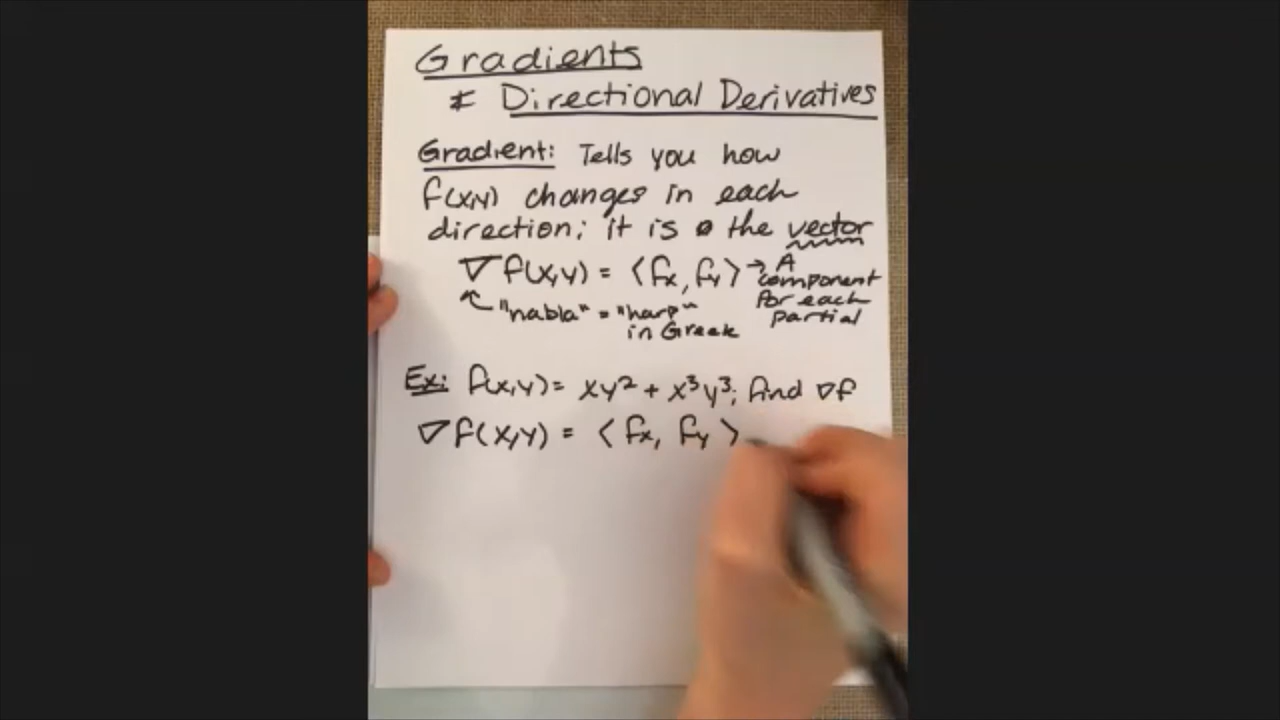 Gradients
& Directional Derivatives
Gradient: Tells you how
f(x,y) changes in each
direction; it is the vector
∇f(x,y) = ⟨fx, fy⟩ → A
component
for each
partial
"nabla" = "harp"
in Greek
Ex: f(x,y) = xy² + x³y³; find ∇f
∇f(x,y) = ⟨fx, fy⟩